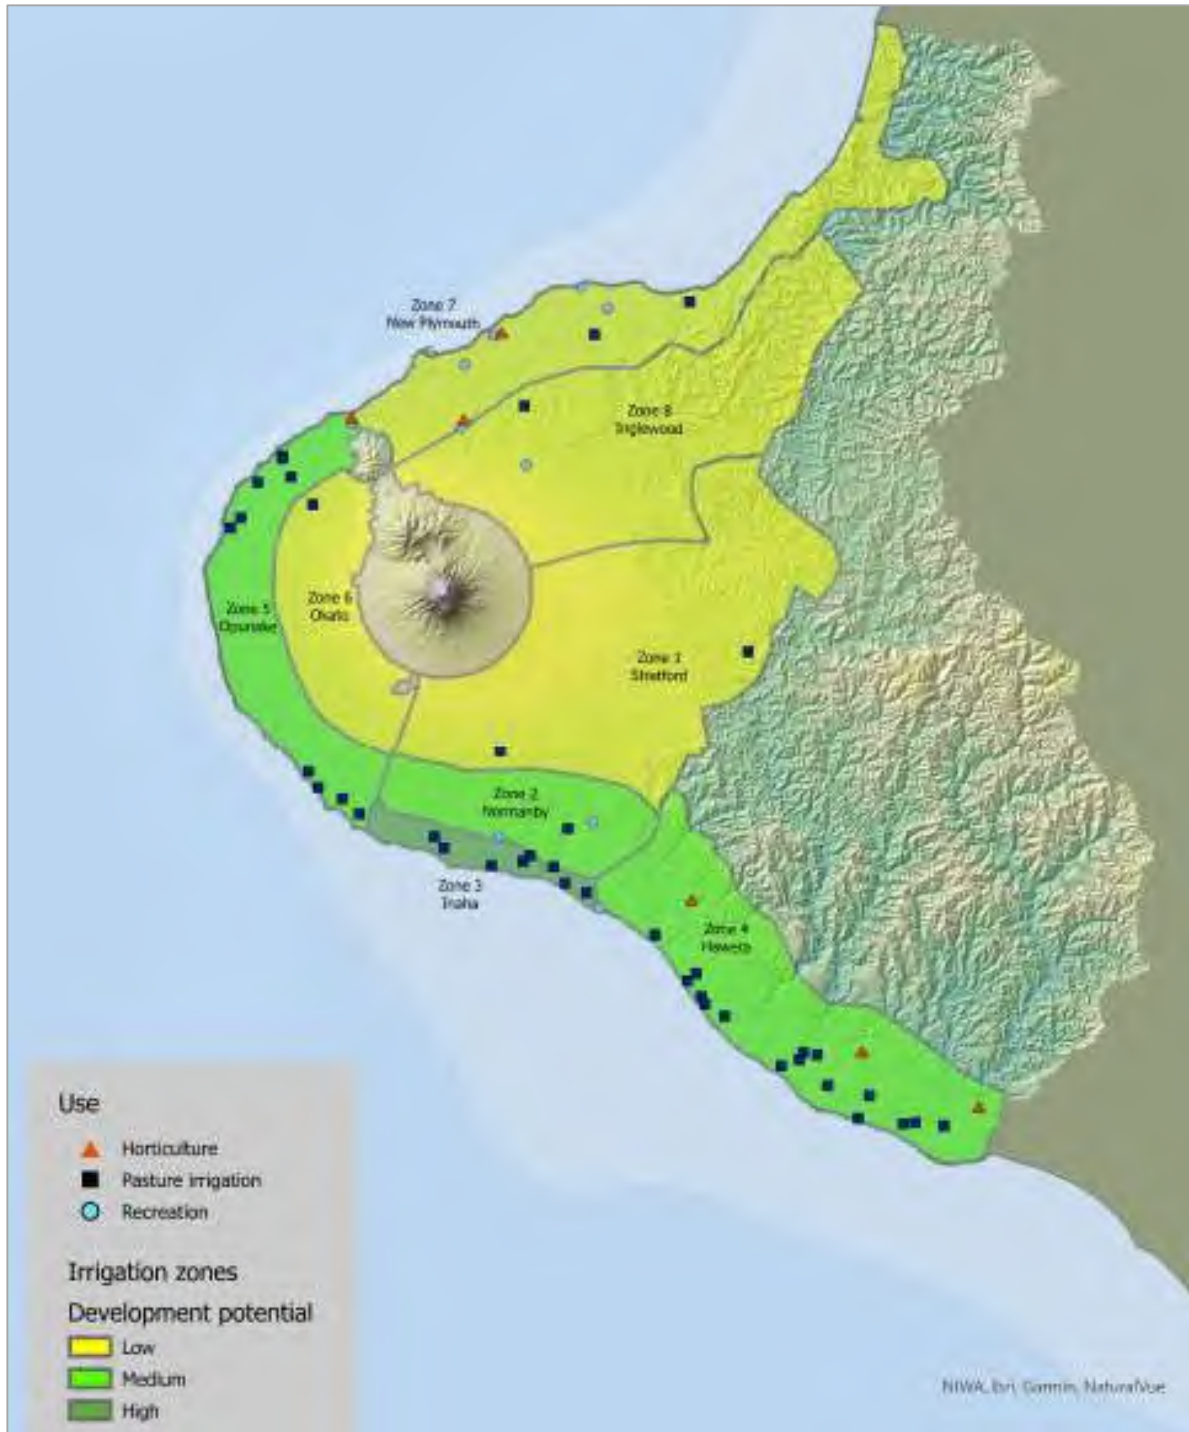 Zone 7
New Plymouth
Zone 8
Inglewood
Zone 5
Opunake
Zone 6
Okato
Zone 1
Stratford
Zone 2
Normanby
Zone 3
Inaha
Zone 4
Hawera
Use
Horticulture
Pasture irrigation
Recreation
Irrigation zones
Development potential
Low
Medium
High
NIWA, Esri, Garmin, NaturalVue